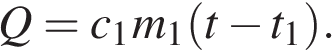 Q = c₁m₁(t − t₁).